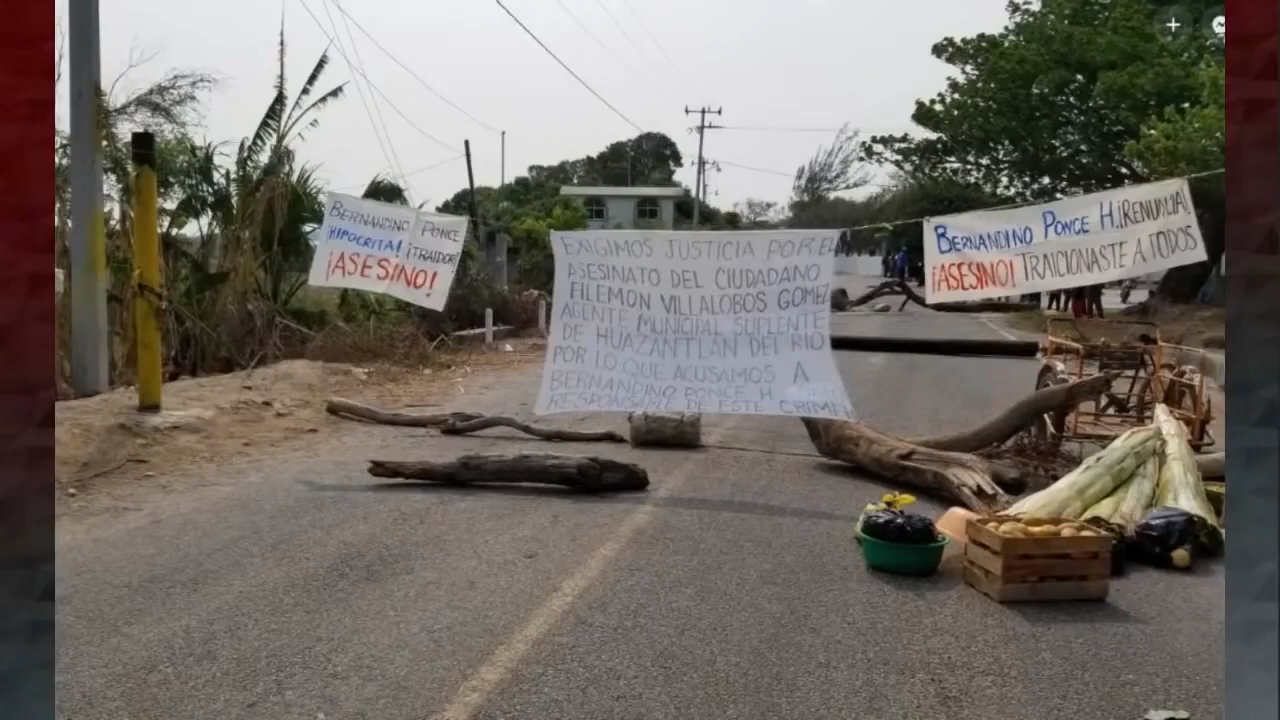 BERNANDINO PONCE
¡HIPOCRITA! ¡TRAIDOR!
¡ASESINO!
EXIGIMOS JUSTICIA POR EL
ASESINATO DEL CIUDADANO
FILEMON VILLALOBOS GOMEZ
AGENTE MUNICIPAL SUPLENTE
DE HUAZANTLAN DEL RIO
POR LO QUE ACUSAMOS A
BERNANDINO PONCE H
RESPONSABLE DE ESTE CRIMEN
BERNANDINO PONCE H. ¡RENUNCIA!
¡ASESINO! TRAICIONASTE A TODOS